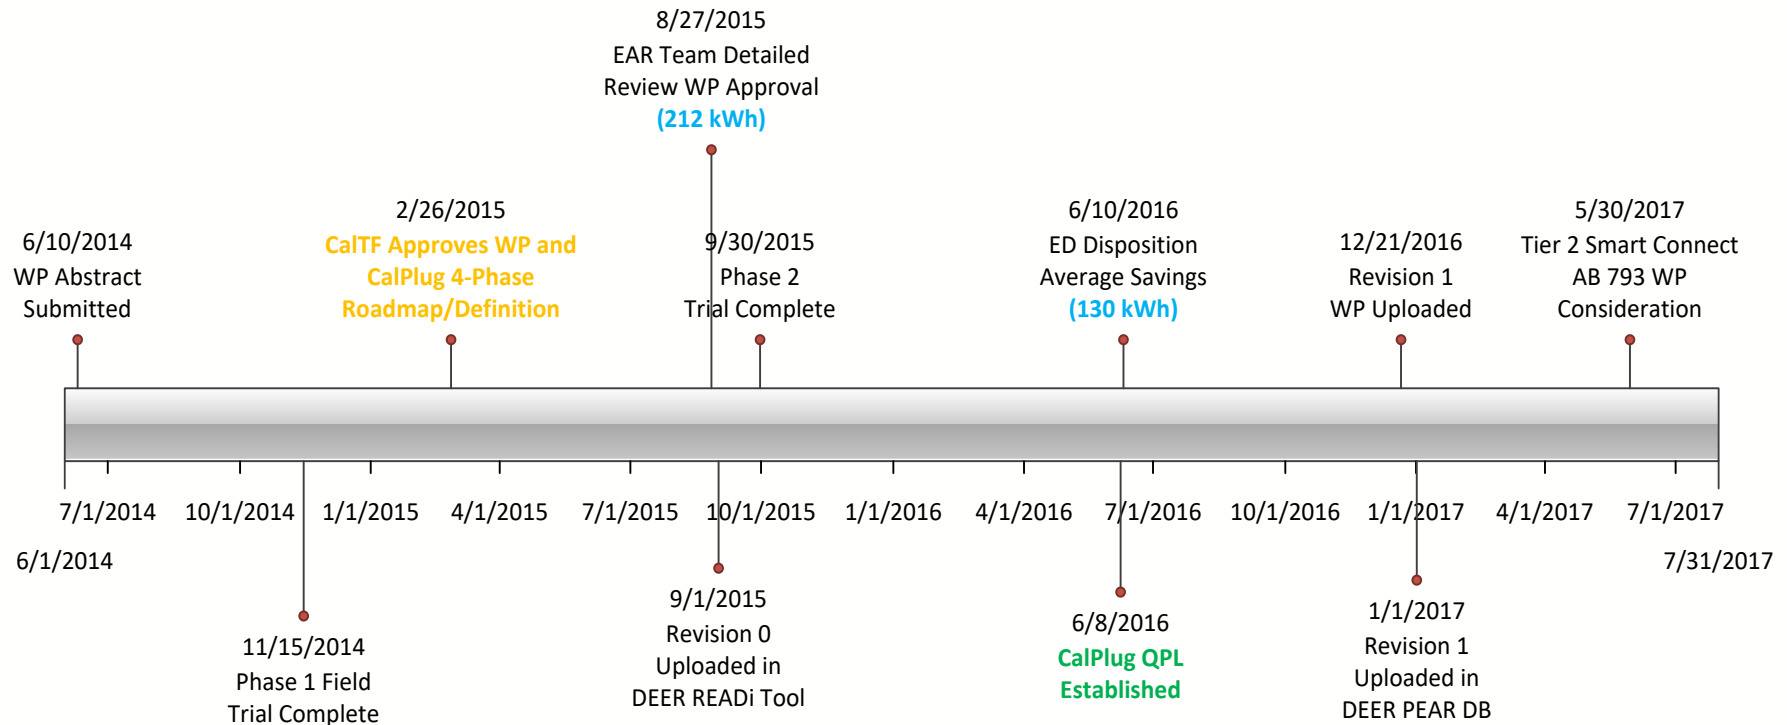 8/27/2015
EAR Team Detailed
Review WP Approval
(212 kWh)
6/10/2014
WP Abstract
Submitted
2/26/2015
CalTF Approves WP and
CalPlug 4-Phase
Roadmap/Definition
9/30/2015
Phase 2
Trial Complete
6/10/2016
ED Disposition
Average Savings
(130 kWh)
12/21/2016
Revision 1
WP Uploaded
5/30/2017
Tier 2 Smart Connect
AB 793 WP
Consideration
7/1/2014 10/1/2014 1/1/2015 4/1/2015 7/1/2015 10/1/2015 1/1/2016 4/1/2016 7/1/2016 10/1/2016 1/1/2017 4/1/2017 7/1/2017
6/1/2014 7/31/2017
11/15/2014
Phase 1 Field
Trial Complete
9/1/2015
Revision 0
Uploaded in
DEER READi Tool
6/8/2016
CalPlug QPL
Established
1/1/2017
Revision 1
Uploaded in
DEER PEAR DB